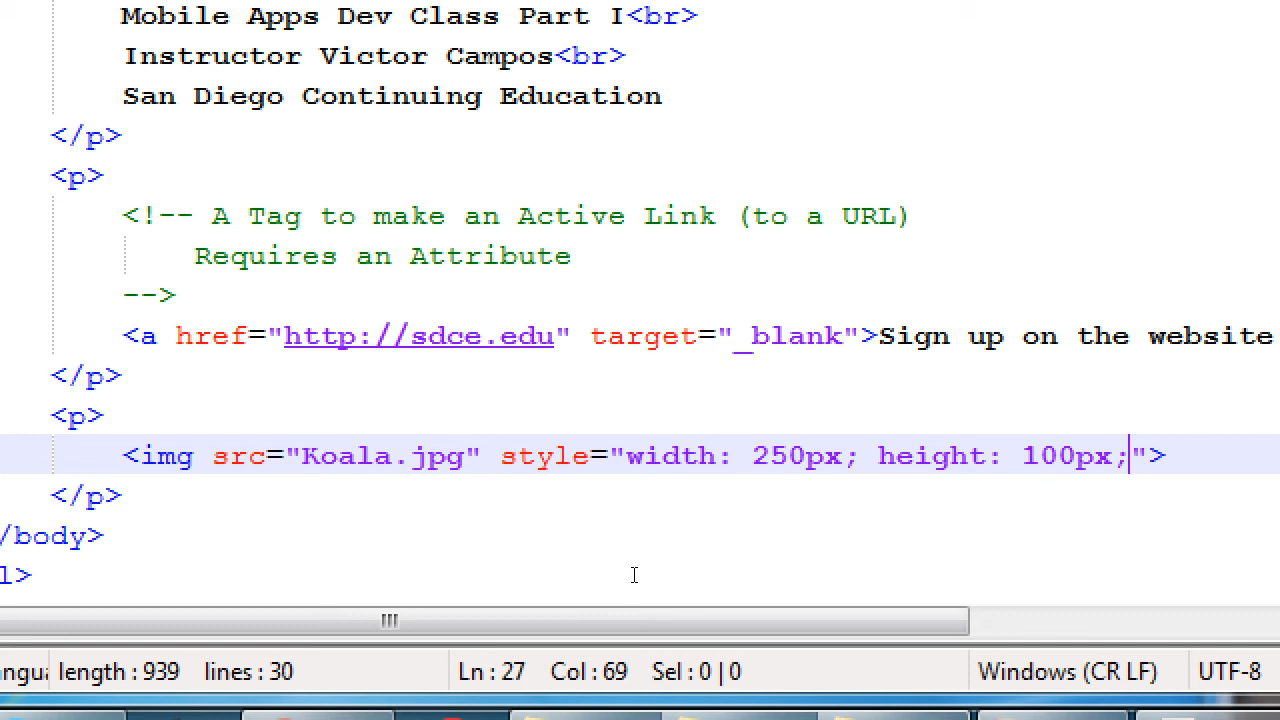 Mobile Apps Dev Class Part I<br>
Instructor Victor Campos<br>
San Diego Continuing Education
</p>
<p>
<!-- A Tag to make an Active Link (to a URL)
Requires an Attribute
-->
<a href="http://sdce.edu" target="_blank">Sign up on the website
</p>
<p>
<img src="Koala.jpg" style="width: 250px; height: 100px;">
</p>
/body>
l>
length : 939 lines : 30 Ln : 27 Col : 69 Sel : 0 | 0 Windows (CR LF) UTF-8